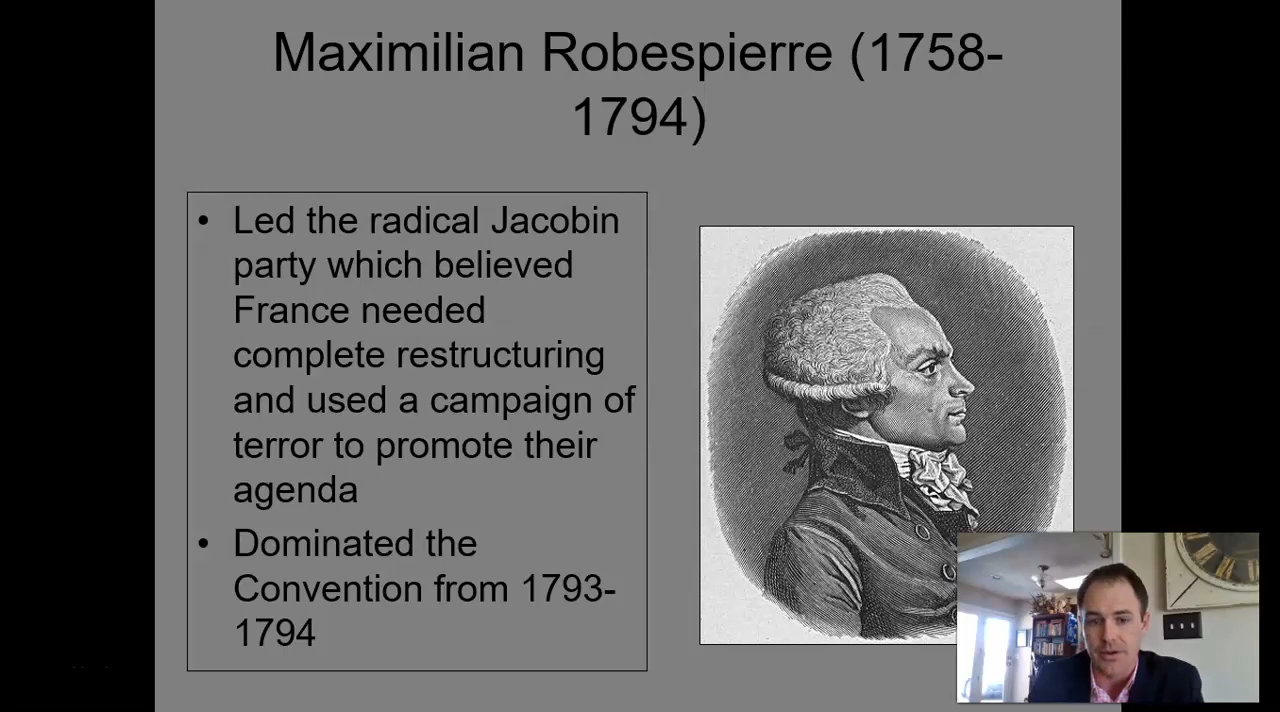 Maximilian Robespierre (1758-
1794)
• Led the radical Jacobin
party which believed
France needed
complete restructuring
and used a campaign of
terror to promote their
agenda
• Dominated the
Convention from 1793-
1794